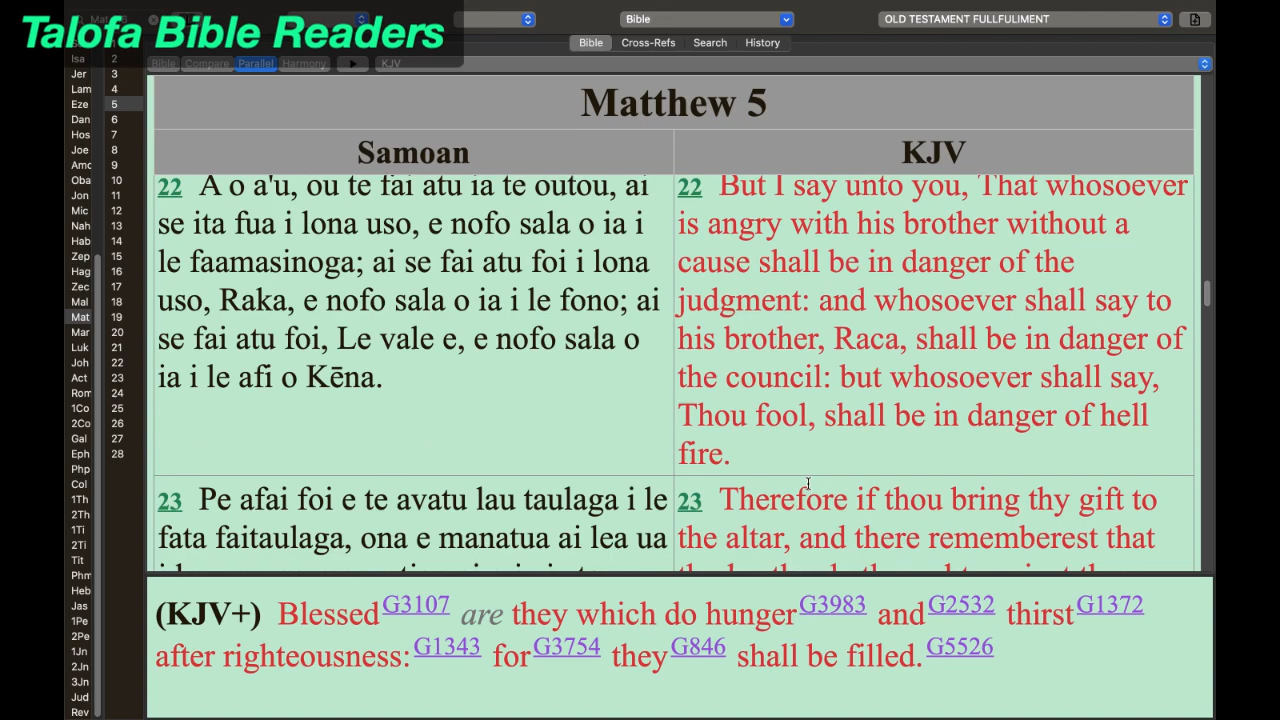 Talofa Bible Readers
Bible
OLD TESTAMENT FULLFULIMENT
Bible Cross-Refs Search History
Bible Compare Parallel Harmony KJV
Isa
Jer
Lam
Eze
Dan
Hos
Joe
Amo
Oba
Jon
Mic
Nah
Hab
Zep
Hag
Zec
Mal
Mat
Mar
Luk
Joh
Act
Rom
1Co
2Co
Gal
Eph
Php
Col
1Th
2Th
1Ti
2Ti
Tit
Phm
Heb
Jas
1Pe
2Pe
1Jn
2Jn
3Jn
Jud
Rev
2
3
4
5
6
7
8
9
10
11
12
13
14
15
16
17
18
19
20
21
22
23
24
25
26
27
28
Matthew 5
Samoan
22 A o a'u, ou te fai atu ia te outou, ai
se ita fua i lona uso, e nofo sala o ia i
le faamasinoga; ai se fai atu foi i lona
uso, Raka, e nofo sala o ia i le fono; ai
se fai atu foi, Le vale e, e nofo sala o
ia i le afi o Kēna.
23 Pe afai foi e te avatu lau taulaga i le
fata faitaulaga, ona e manatua ai lea ua
KJV
22 But I say unto you, That whosoever
is angry with his brother without a
cause shall be in danger of the
judgment: and whosoever shall say to
his brother, Raca, shall be in danger of
the council: but whosoever shall say,
Thou fool, shall be in danger of hell
fire.
23 Therefore if thou bring thy gift to
the altar, and there rememberest that
(KJV+) Blessed G3107 are they which do hunger G3983 and G2532 thirst G1372
after righteousness: G1343 for G3754 they G846 shall be filled. G5526